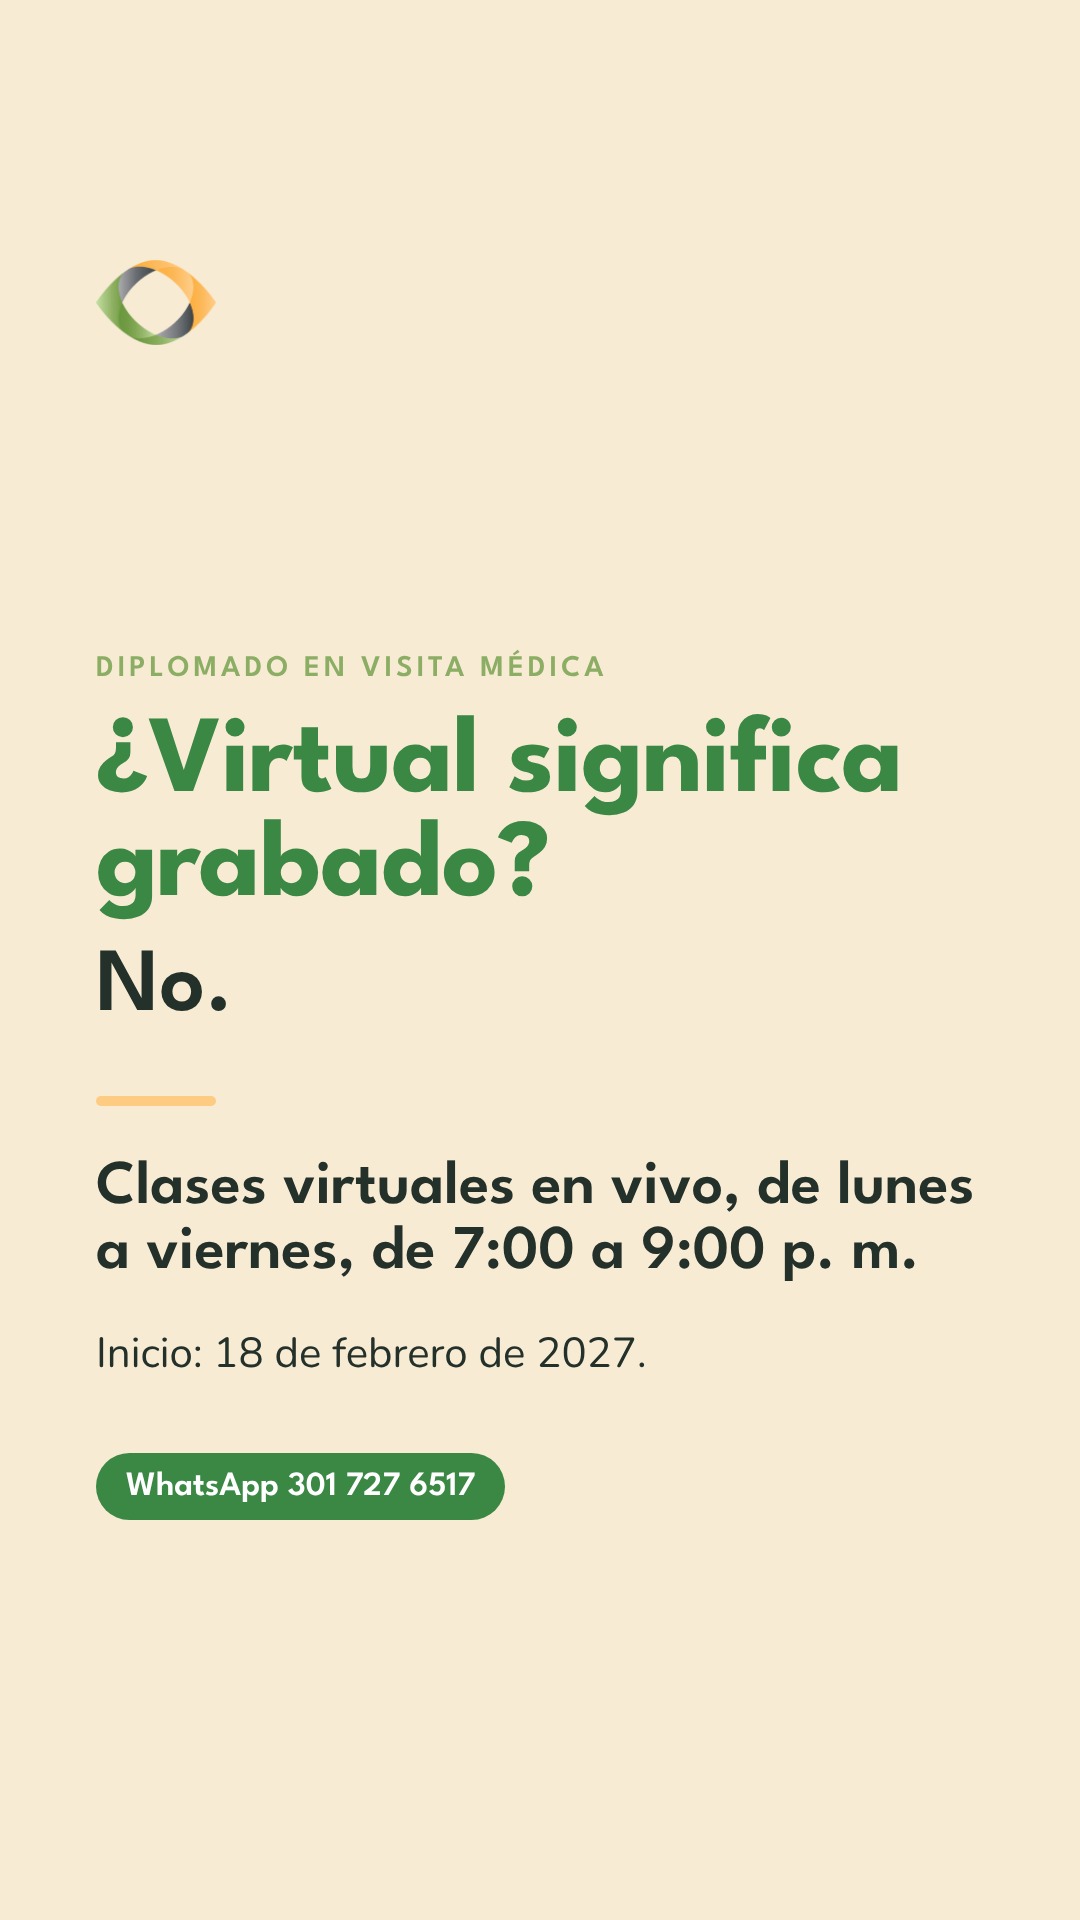 DIPLOMADO EN VISITA MÉDICA
¿Virtual significa
grabado?
No.
Clases virtuales en vivo, de lunes
a viernes, de 7:00 a 9:00 p. m.
Inicio: 18 de febrero de 2027.
WhatsApp 301 727 6517